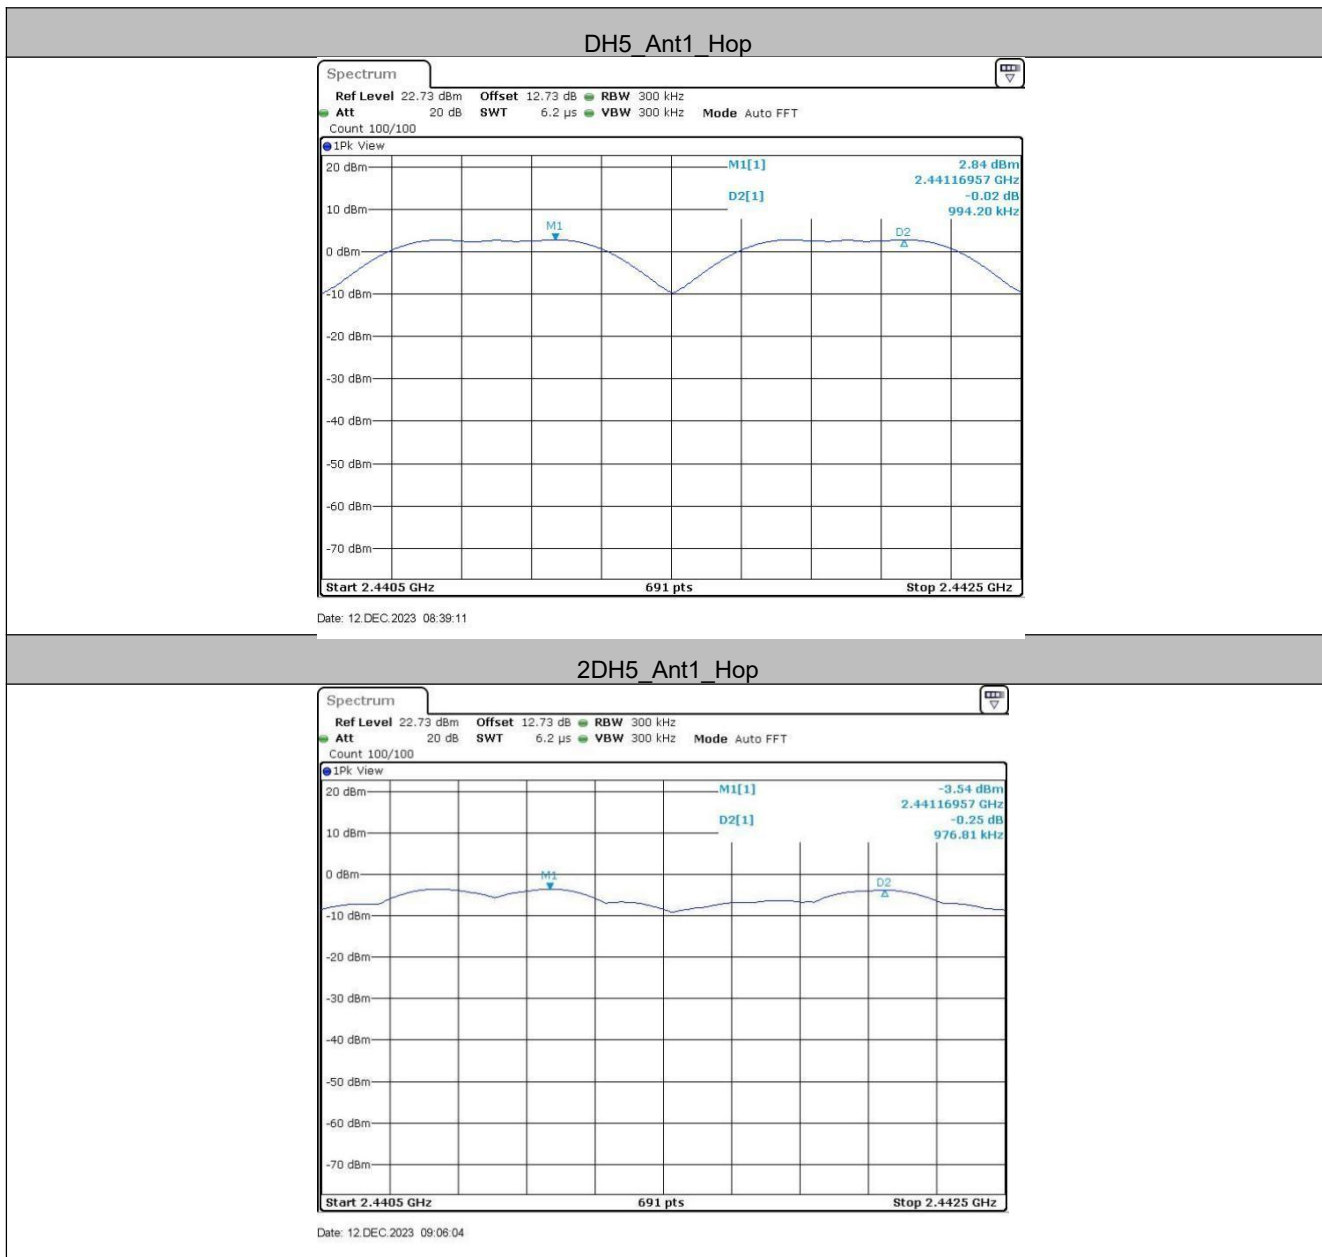 DH5_Ant1_Hop
Spectrum
Ref Level 22.73 dBm Offset 12.73 dB RBW 300 kHz
Att 20 dB SWT 6.2 µs VBW 300 kHz Mode Auto FFT
Count 100/100
1Pk View
M1[1] 2.84 dBm
2.44116957 GHz
D2[1] -0.02 dB
994.20 kHz
20 dBm
10 dBm
M1
D2
0 dBm
-10 dBm
-20 dBm
-30 dBm
-40 dBm
-50 dBm
-60 dBm
-70 dBm
Start 2.4405 GHz 691 pts Stop 2.4425 GHz
Date: 12.DEC.2023 08:39:11
2DH5_Ant1_Hop
Spectrum
Ref Level 22.73 dBm Offset 12.73 dB RBW 300 kHz
Att 20 dB SWT 6.2 µs VBW 300 kHz Mode Auto FFT
Count 100/100
1Pk View
M1[1] -3.54 dBm
2.44116957 GHz
D2[1] -0.25 dB
976.81 kHz
20 dBm
10 dBm
0 dBm
M1
D2
-10 dBm
-20 dBm
-30 dBm
-40 dBm
-50 dBm
-60 dBm
-70 dBm
Start 2.4405 GHz 691 pts Stop 2.4425 GHz
Date: 12.DEC.2023 09:06:04